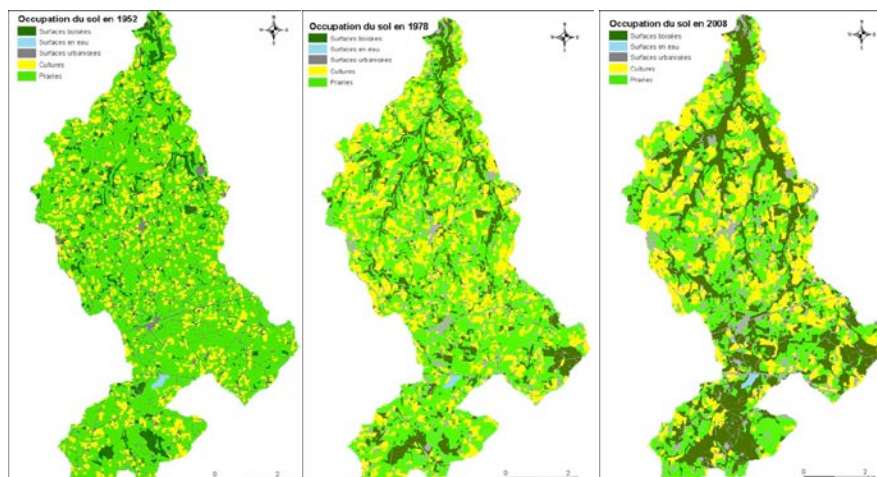 Occupation du sol en 1952
Surfaces boisées
Surfaces en eau
Surfaces urbanisées
Cultures
Prairies
0 2
Occupation du sol en 1978
Surfaces boisées
Surfaces en eau
Surfaces urbanisées
Cultures
Prairies
0 2
Occupation du sol en 2008
Surfaces boisées
Surfaces en eau
Surfaces urbanisées
Cultures
Prairies
0 2